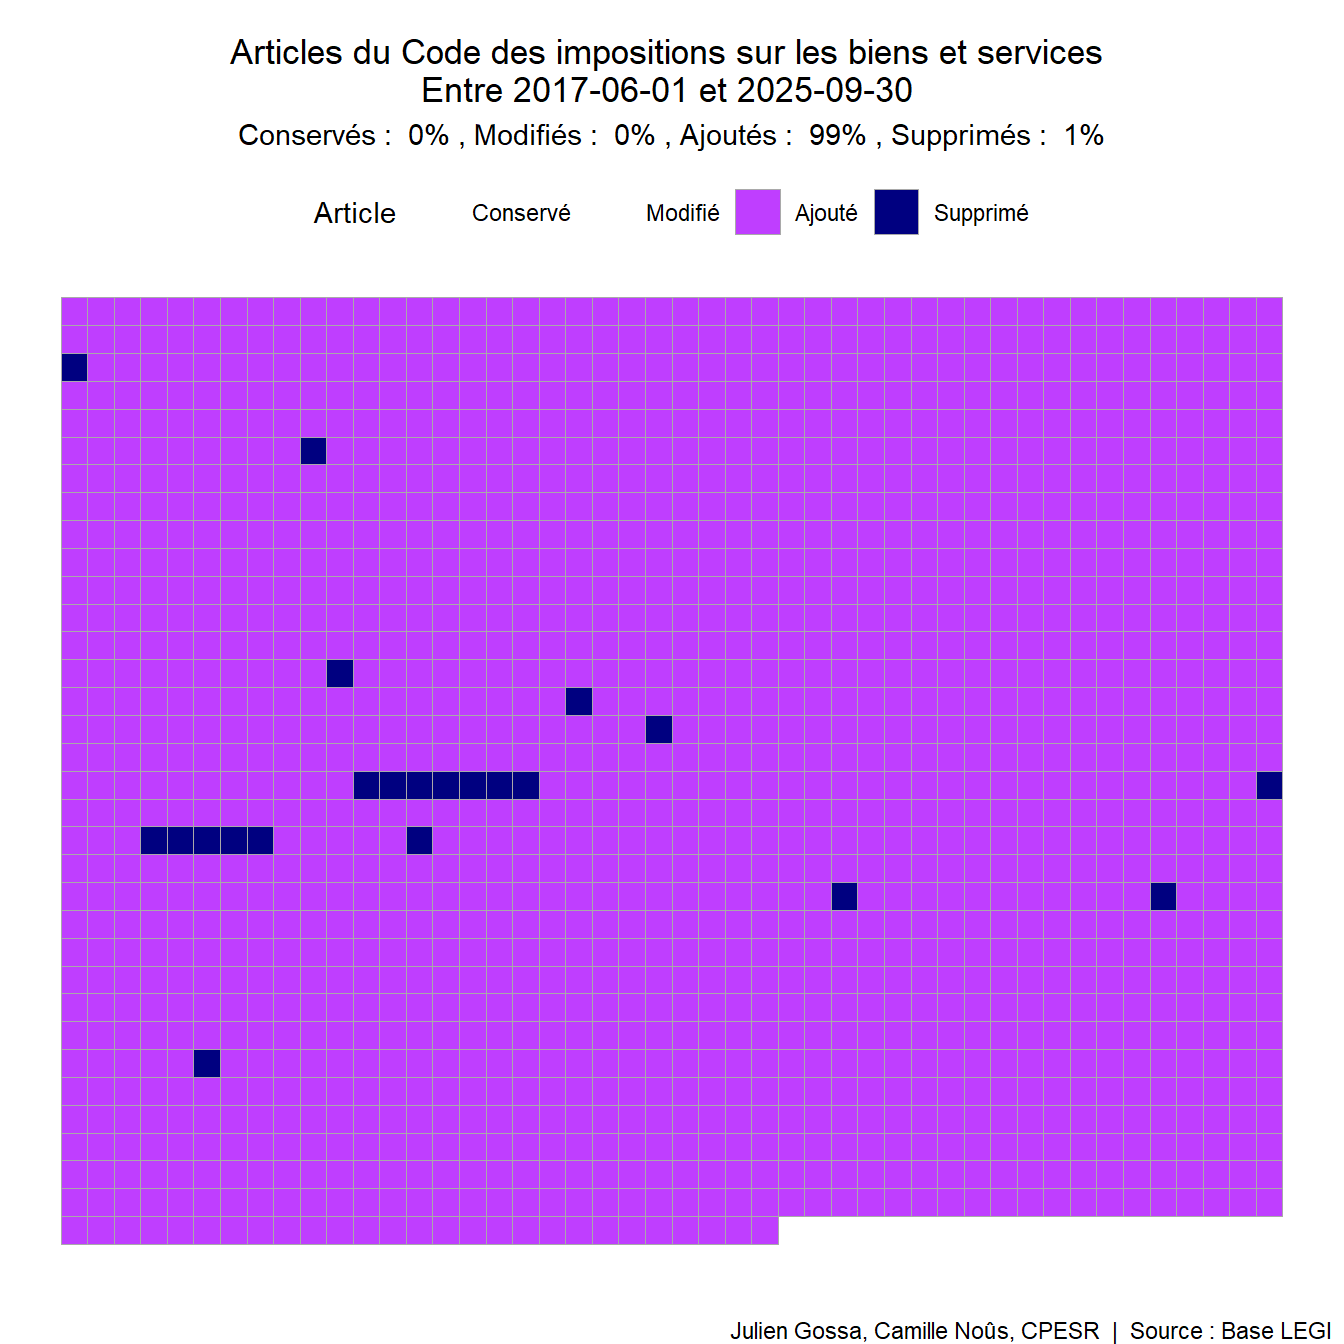 Articles du Code des impositions sur les biens et services
Entre 2017-06-01 et 2025-09-30
Conservés :  0% , Modifiés :  0% , Ajoutés :  99% , Supprimés :  1%
Article Conservé Modifié Ajouté Supprimé
Julien Gossa, Camille Noûs, CPESR | Source : Base LEGI